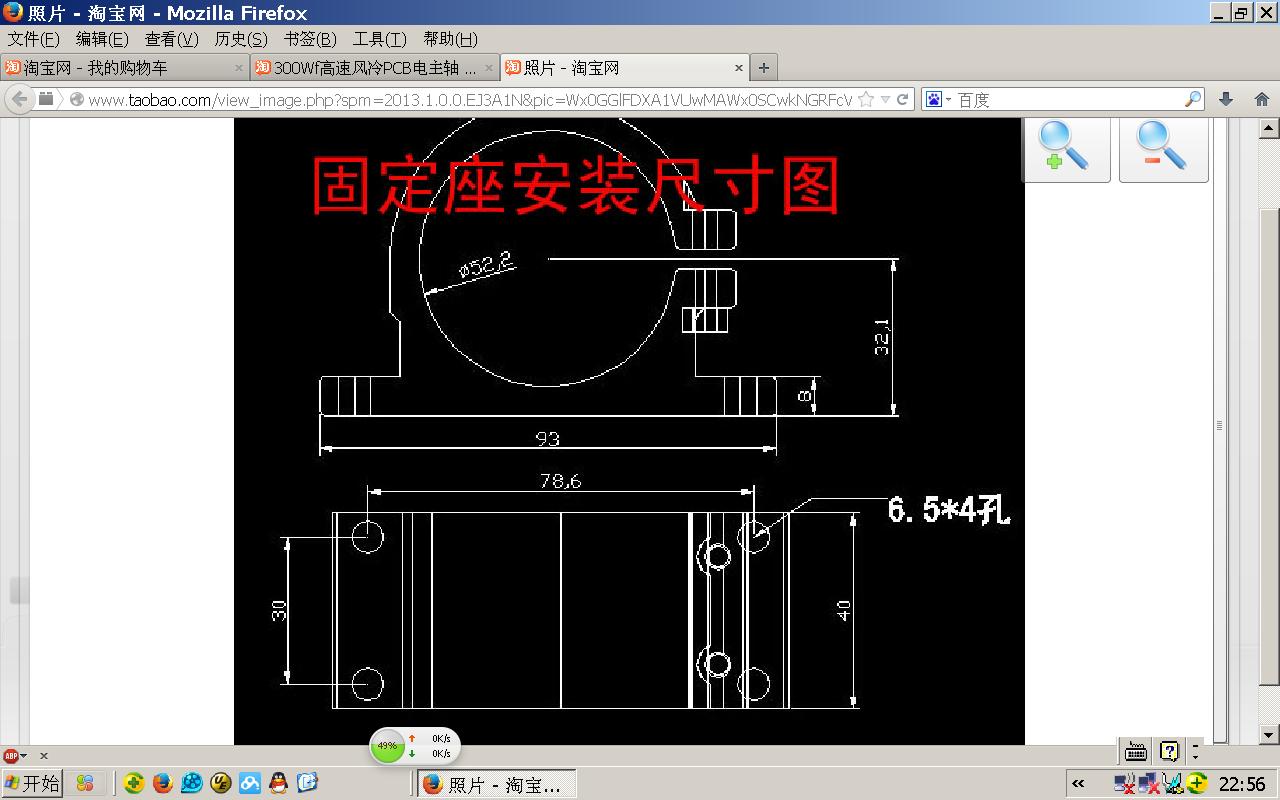 照片 - 淘宝网 - Mozilla Firefox
文件(F) 编辑(E) 查看(V) 历史(S) 书签(B) 工具(T) 帮助(H)
淘宝网 - 我的购物车
300Wf高速风冷PCB电主轴 ...
照片 - 淘宝网
www.taobao.com/view_image.php?spm=2013.1.0.0.EJ3A1N&pic=Wx0GGlFDXA1VUwMAWx0SCwkNGRFcV
百度
固定座安装尺寸图
ø52,2
32,1
8
93
78,6
6.5*4孔
30
40
49%
0K/s
0K/s
ABP
开始
照片 - 淘宝...
22:56